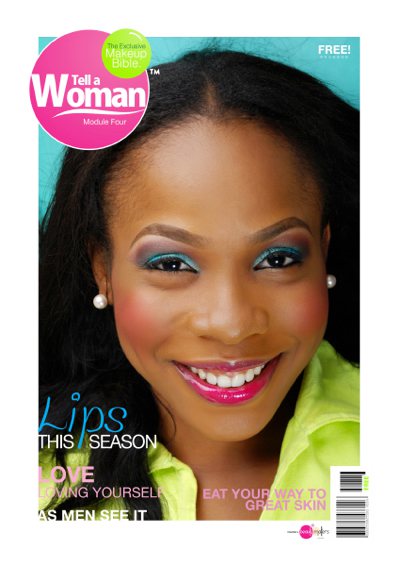 The Exclusive
Makeup
Bible.
Tell a
Woman
TM
Module Four
FREE!
Lips
THIS SEASON
LOVE
LOVING YOURSELF
AS MEN SEE IT
EAT YOUR WAY TO
GREAT SKIN
FREE